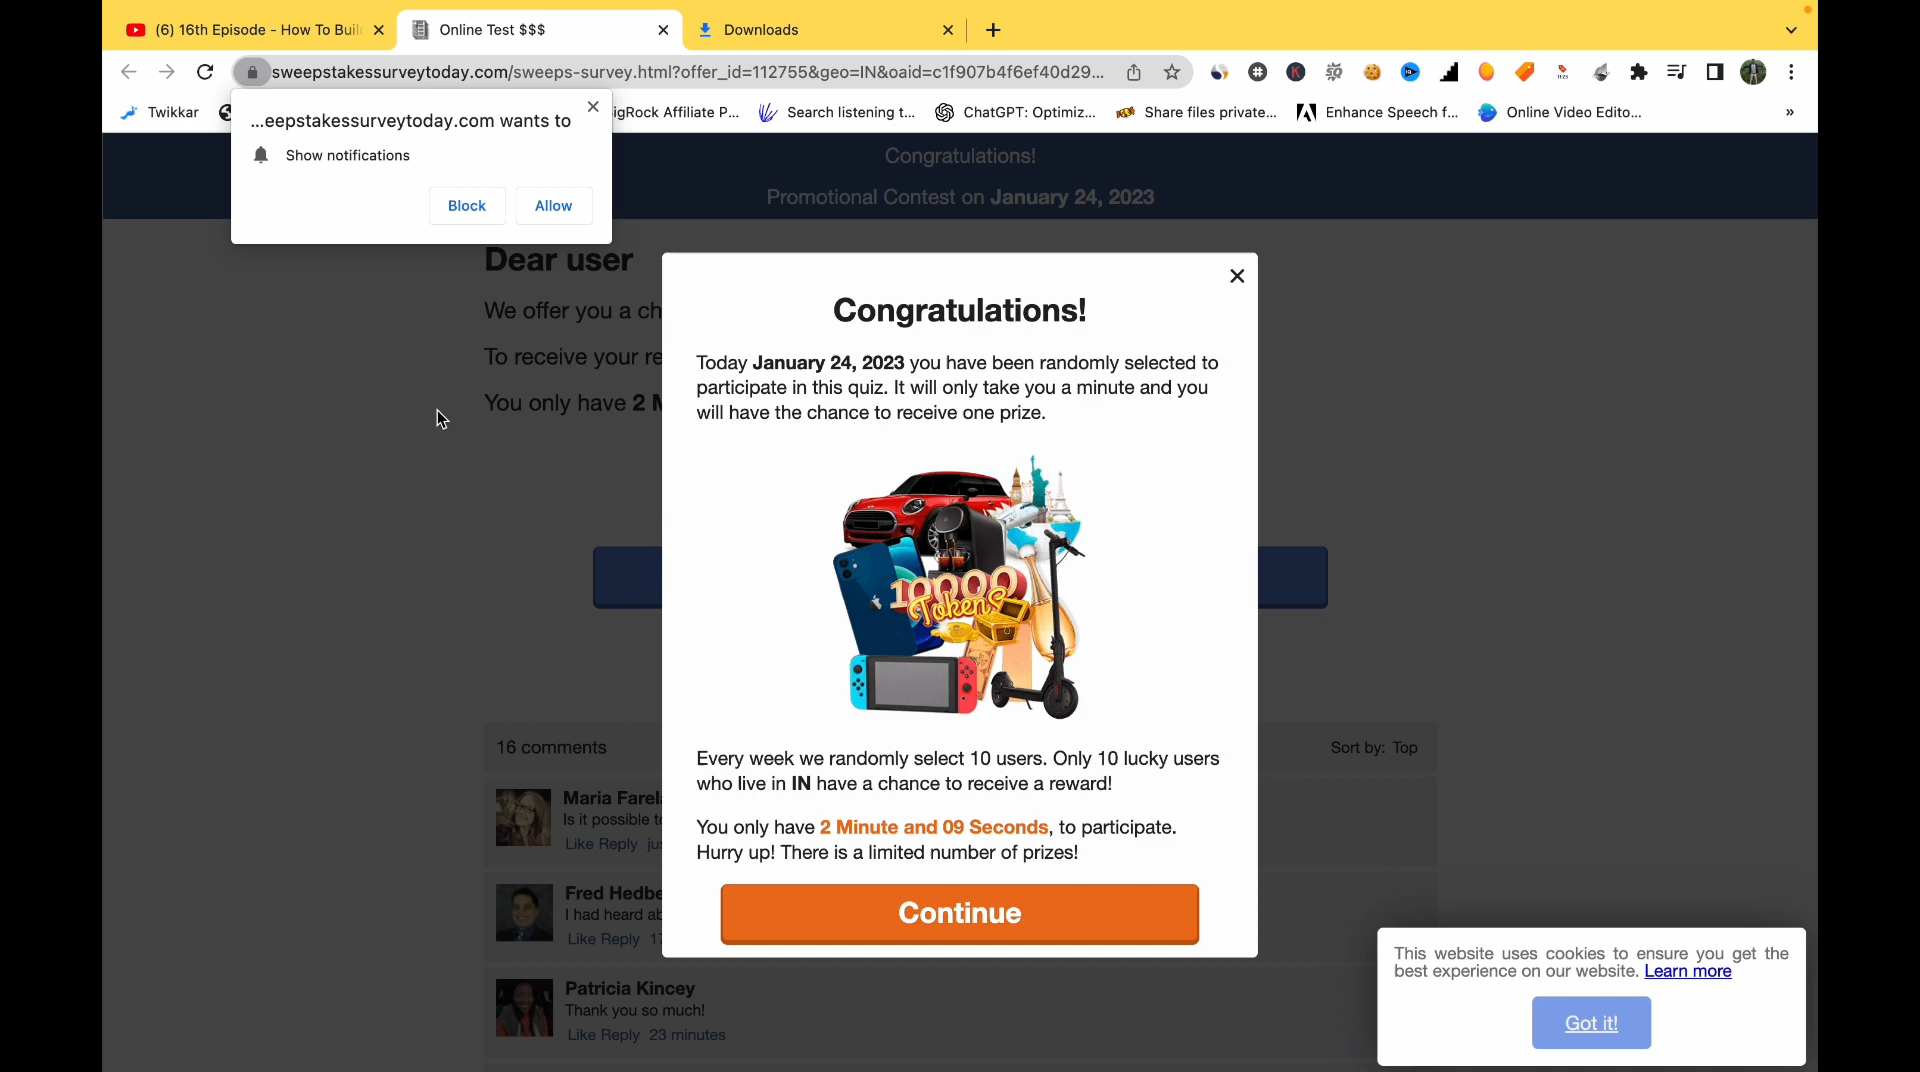 (6) 16th Episode - How To Buil
Online Test $$$
Downloads
sweepstakessurveytoday.com/sweeps-survey.html?offer_id=112755&geo=IN&oaid=c1f907b4f6ef40d29...
Twikkar
igRock Affiliate P...
Search listening t...
ChatGPT: Optimiz...
Share files private...
Enhance Speech f...
Online Video Edito...
»
...eepstakessurveytoday.com wants to
Show notifications
Block
Allow
Congratulations!
Promotional Contest on January 24, 2023
Dear user
We offer you a ch
To receive your re
You only have 2 M
Congratulations!
Today January 24, 2023 you have been randomly selected to
participate in this quiz. It will only take you a minute and you
will have the chance to receive one prize.
10000
Tokens
Every week we randomly select 10 users. Only 10 lucky users
who live in IN have a chance to receive a reward!
You only have 2 Minute and 09 Seconds, to participate.
Hurry up! There is a limited number of prizes!
Continue
16 comments
Sort by: Top
Maria Farela
Is it possible to
Like Reply jus
Fred Hedbe
I had heard ab
Like Reply 17
Patricia Kincey
Thank you so much!
Like Reply 23 minutes
This website uses cookies to ensure you get the
best experience on our website. Learn more
Got it!